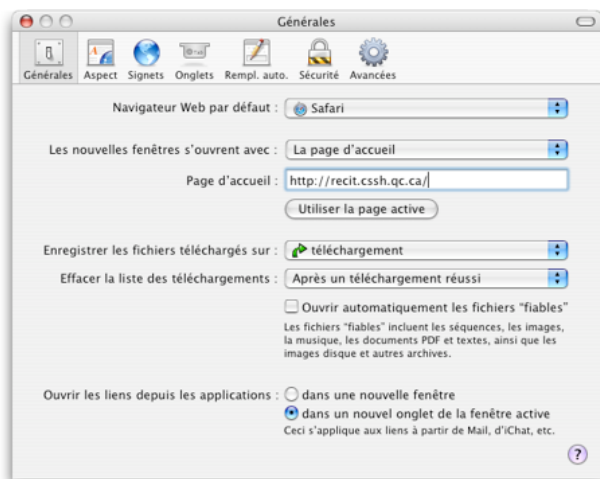 Générales
Générales Aspect Signets Onglets Rempl. auto. Sécurité Avancées
Navigateur Web par défaut : Safari
Les nouvelles fenêtres s'ouvrent avec : La page d'accueil
Page d'accueil : http://recit.cssh.qc.ca/
Utiliser la page active
Enregistrer les fichiers téléchargés sur : téléchargement
Effacer la liste des téléchargements : Après un téléchargement réussi
Ouvrir automatiquement les fichiers "fiables"
Les fichiers "fiables" incluent les séquences, les images,
la musique, les documents PDF et textes, ainsi que les
images disque et autres archives.
Ouvrir les liens depuis les applications : dans une nouvelle fenêtre
dans un nouvel onglet de la fenêtre active
Ceci s'applique aux liens à partir de Mail, d'iChat, etc.
?